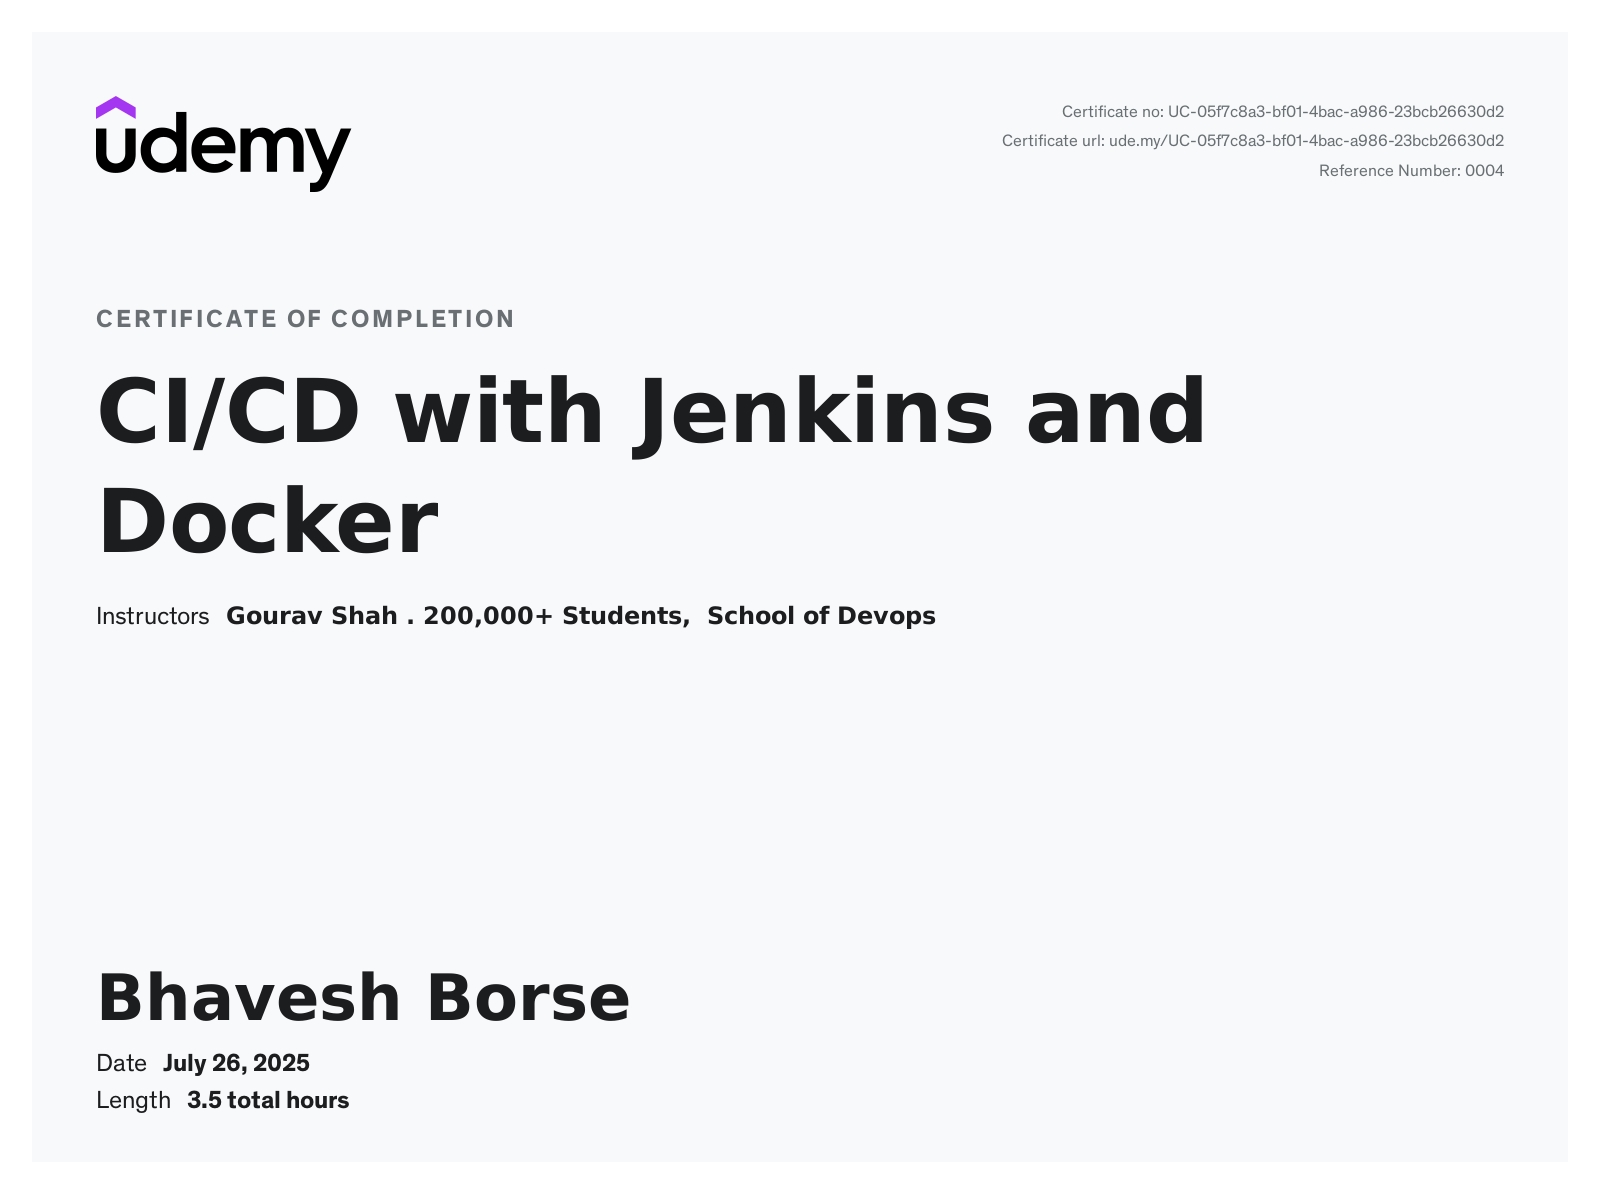 udemy
Certificate no: UC-05f7c8a3-bf01-4bac-a986-23bcb26630d2
Certificate url: ude.my/UC-05f7c8a3-bf01-4bac-a986-23bcb26630d2
Reference Number: 0004
CERTIFICATE OF COMPLETION
CI/CD with Jenkins and
Docker
Instructors Gourav Shah . 200,000+ Students, School of Devops
Bhavesh Borse
Date July 26, 2025
Length 3.5 total hours